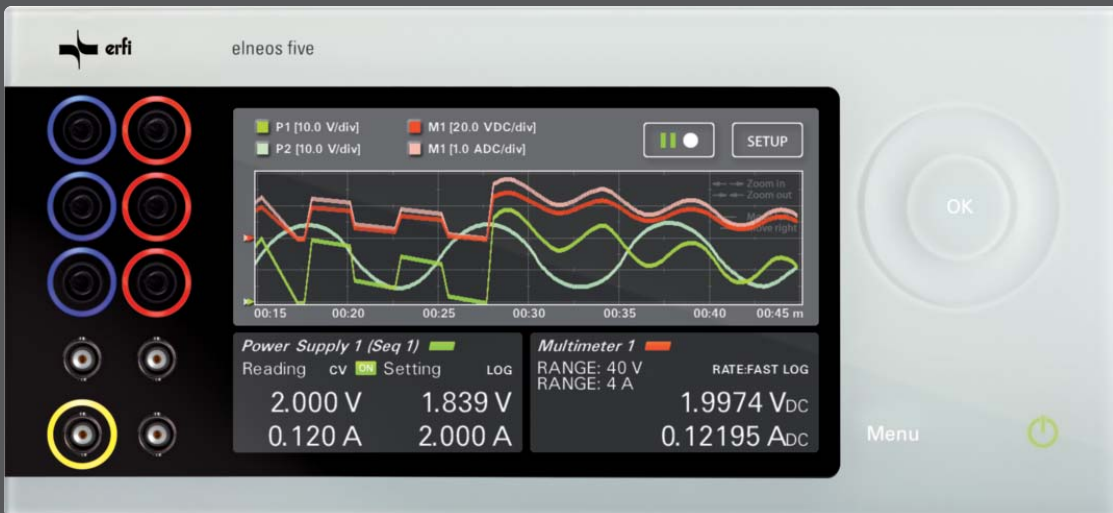 erfi
elneos five
P1 [10.0 V/div]
M1 [20.0 VDC/div]
P2 [10.0 V/div]
M1 [1.0 ADC/div]
SETUP
Zoom in
Zoom out
Move right
OK
00:15 00:20 00:25 00:30 00:35 00:40 00:45 m
Power Supply 1 (Seq 1)
Reading CV ON Setting LOG
2.000 V 1.839 V
0.120 A 2.000 A
Multimeter 1
RANGE: 40 V RATE:FAST LOG
RANGE: 4 A
1.9974 VDC
0.12195 ADC
Menu